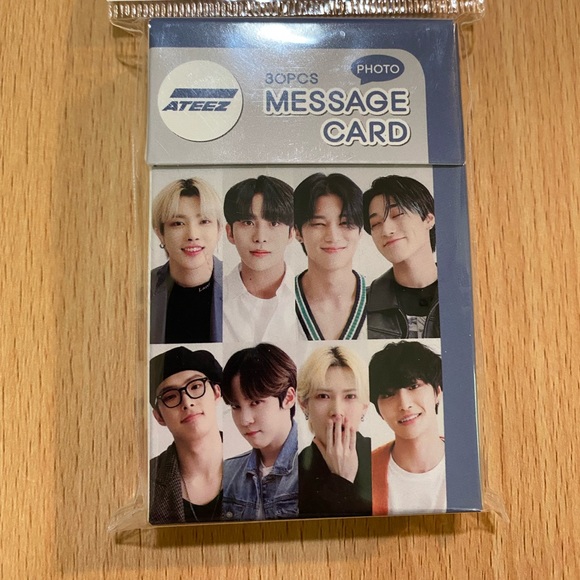 ATEEZ
30PCS
PHOTO
MESSAGE
CARD